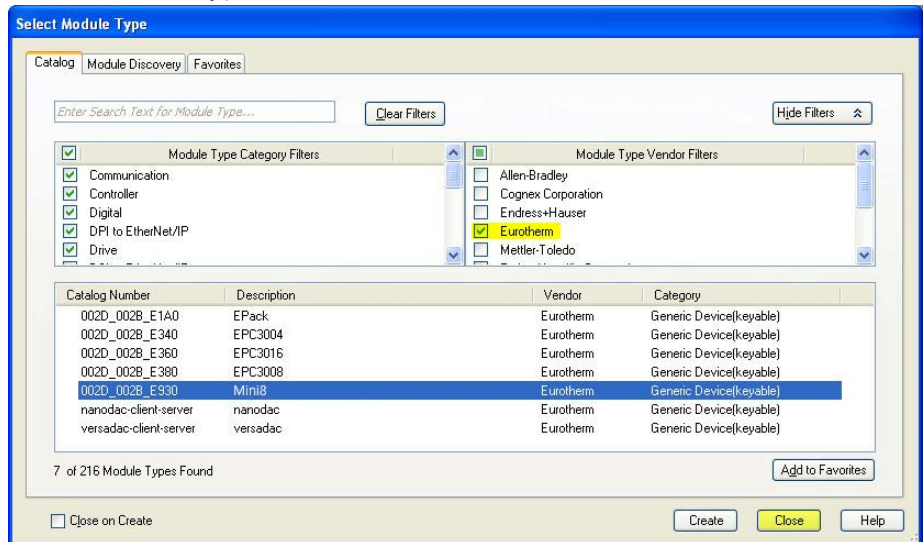 Select Module Type
Catalog Module Discovery Favorites
Enter Search Text for Module Type... Clear Filters Hide Filters
Module Type Category Filters Module Type Vendor Filters
Communication Allen-Bradley
Controller Cognex Corporation
Digital Endress+Hauser
DPI to EtherNet/IP Eurotherm
Drive Mettler-Toledo
Catalog Number Description Vendor Category
002D_002B_E1A0 EPack Eurotherm Generic Device(keyable)
002D_002B_E340 EPC3004 Eurotherm Generic Device(keyable)
002D_002B_E360 EPC3016 Eurotherm Generic Device(keyable)
002D_002B_E380 EPC3008 Eurotherm Generic Device(keyable)
002D_002B_E930 Mini8 Eurotherm Generic Device(keyable)
nanodac-client-server nanodac Eurotherm Generic Device(keyable)
versadac-client-server versadac Eurotherm Generic Device(keyable)
7 of 216 Module Types Found Add to Favorites
Close on Create Create Close Help